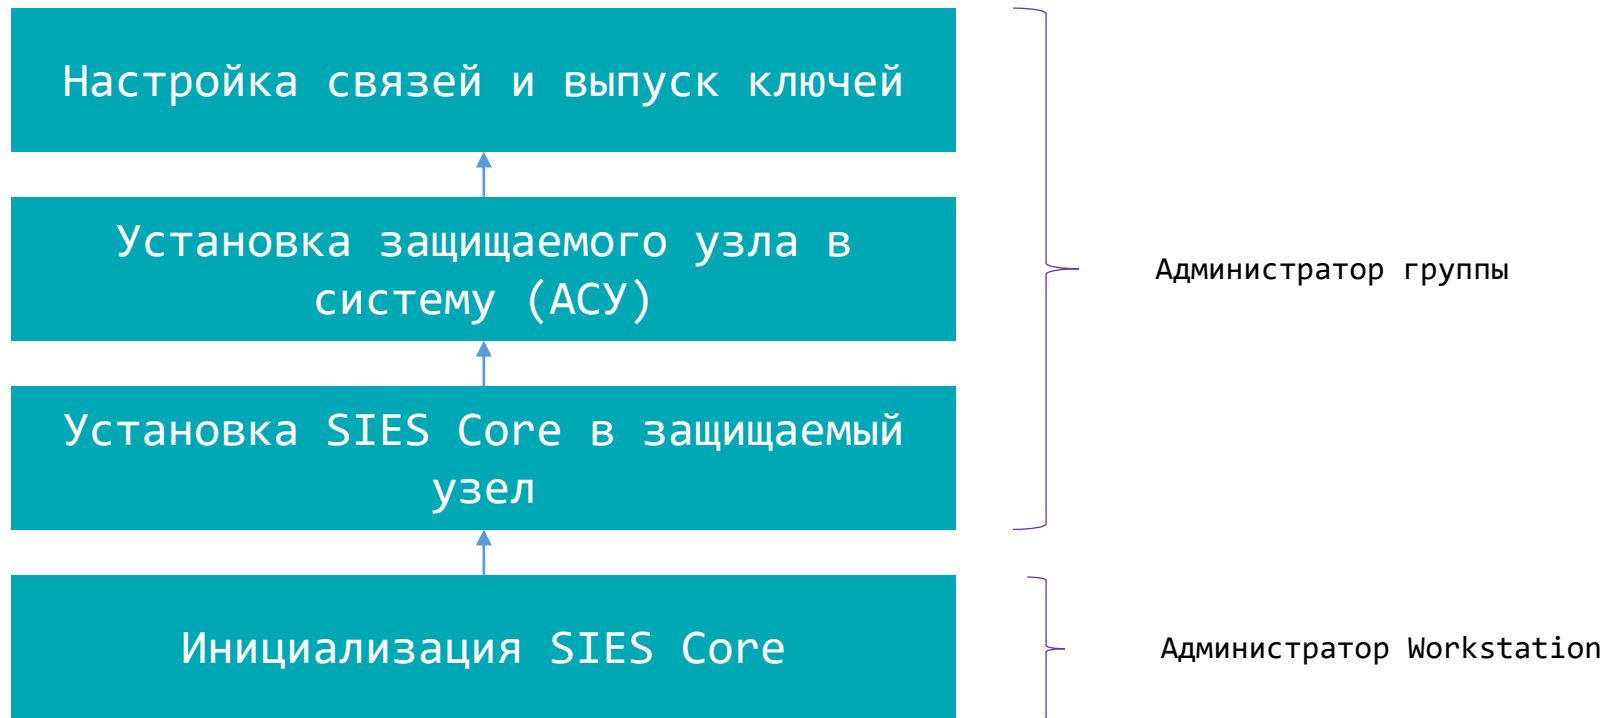 Настройка связей и выпуск ключей
Установка защищаемого узла в
систему (АСУ)
Администратор группы
Установка SIES Core в защищаемый
узел
Инициализация SIES Core
Администратор Workstation